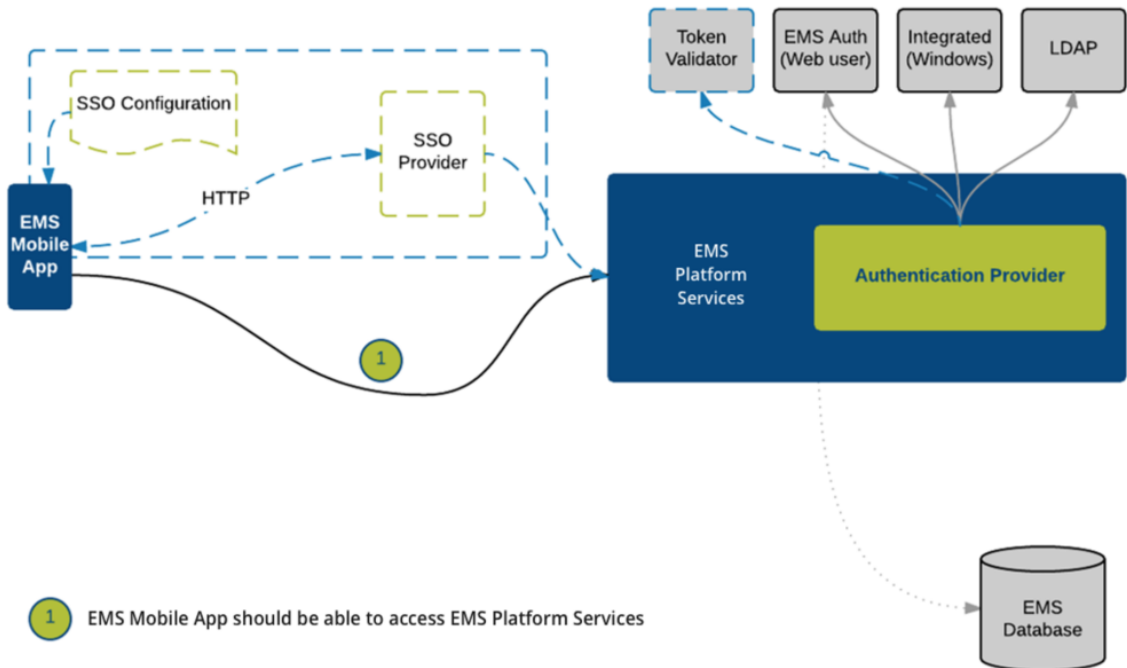 Token
Validator
EMS Auth
(Web user)
Integrated
(Windows)
LDAP
SSO Configuration
SSO
Provider
HTTP
EMS
Mobile
App
EMS
Platform
Services
Authentication Provider
1
1
EMS Mobile App should be able to access EMS Platform Services
EMS
Database